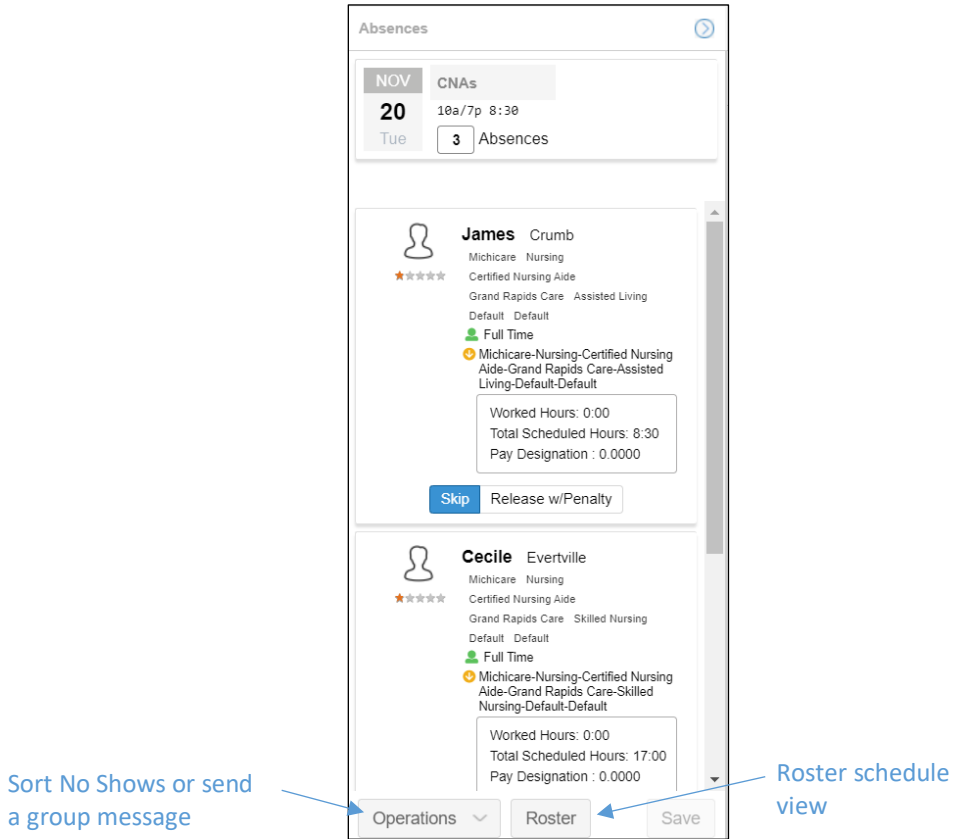 Absences
NOV
20
Tue
CNAs
10a/7p 8:30
3 Absences
James Crumb
Michicare Nursing
Certified Nursing Aide
Grand Rapids Care Assisted Living
Default Default
Full Time
Michicare-Nursing-Certified Nursing
Aide-Grand Rapids Care-Assisted
Living-Default-Default
Worked Hours: 0:00
Total Scheduled Hours: 8:30
Pay Designation : 0.0000
Skip Release w/Penalty
Cecile Evertville
Michicare Nursing
Certified Nursing Aide
Grand Rapids Care Skilled Nursing
Default Default
Full Time
Michicare-Nursing-Certified Nursing
Aide-Grand Rapids Care-Skilled
Nursing-Default-Default
Worked Hours: 0:00
Total Scheduled Hours: 17:00
Pay Designation : 0.0000
Operations Roster Save
Sort No Shows or send
a group message
Roster schedule
view